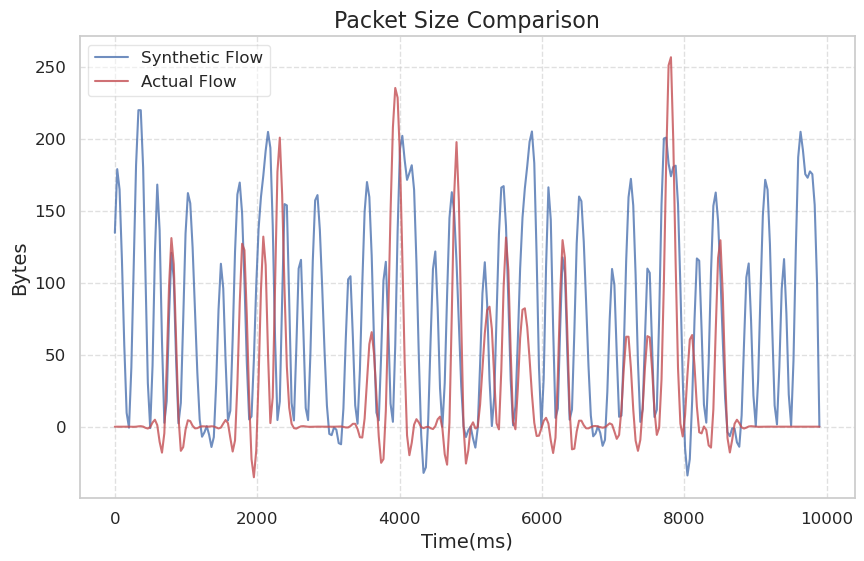 Packet Size Comparison
Synthetic Flow
Actual Flow
250
200
150
100
50
0
Bytes
0 2000 4000 6000 8000 10000
Time(ms)